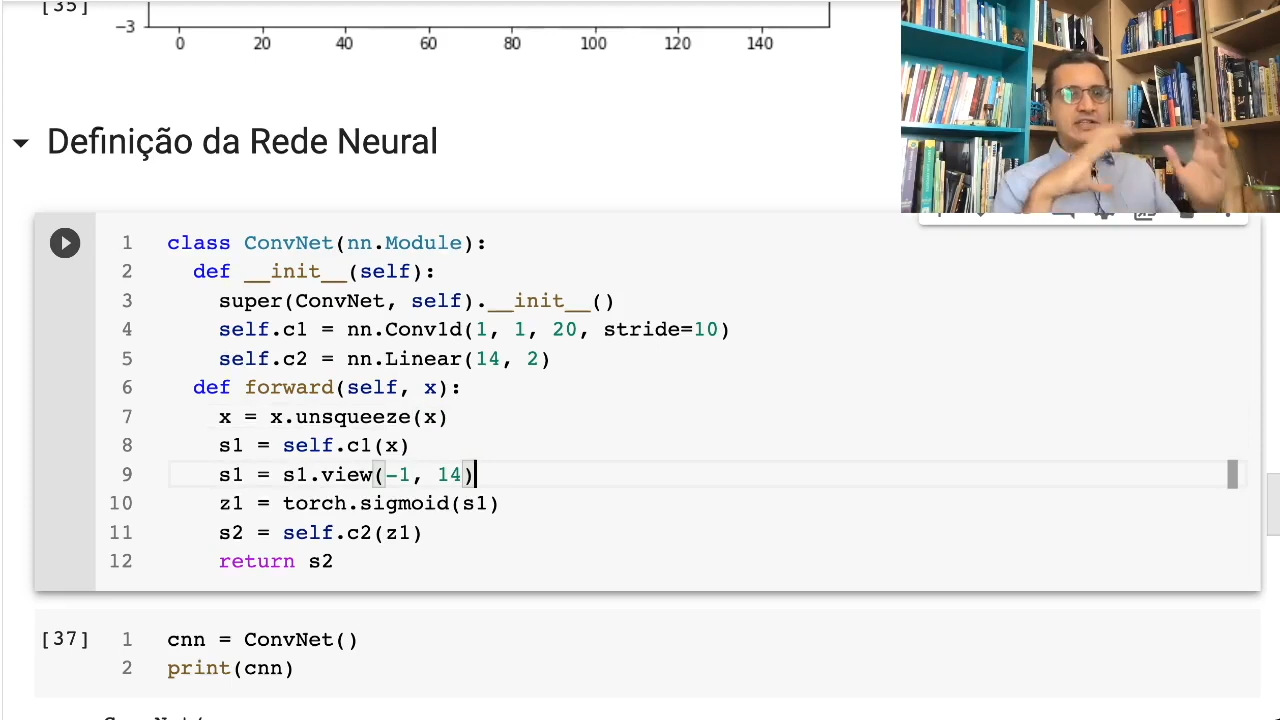 [35]
-3
0 20 40 60 80 100 120 140
Definição da Rede Neural
1 class ConvNet(nn.Module):
2 def __init__(self):
3 super(ConvNet, self).__init__()
4 self.c1 = nn.Conv1d(1, 1, 20, stride=10)
5 self.c2 = nn.Linear(14, 2)
6 def forward(self, x):
7 x = x.unsqueeze(x)
8 s1 = self.c1(x)
9 s1 = s1.view(-1, 14)
10 z1 = torch.sigmoid(s1)
11 s2 = self.c2(z1)
12 return s2
[37] 1 cnn = ConvNet()
2 print(cnn)